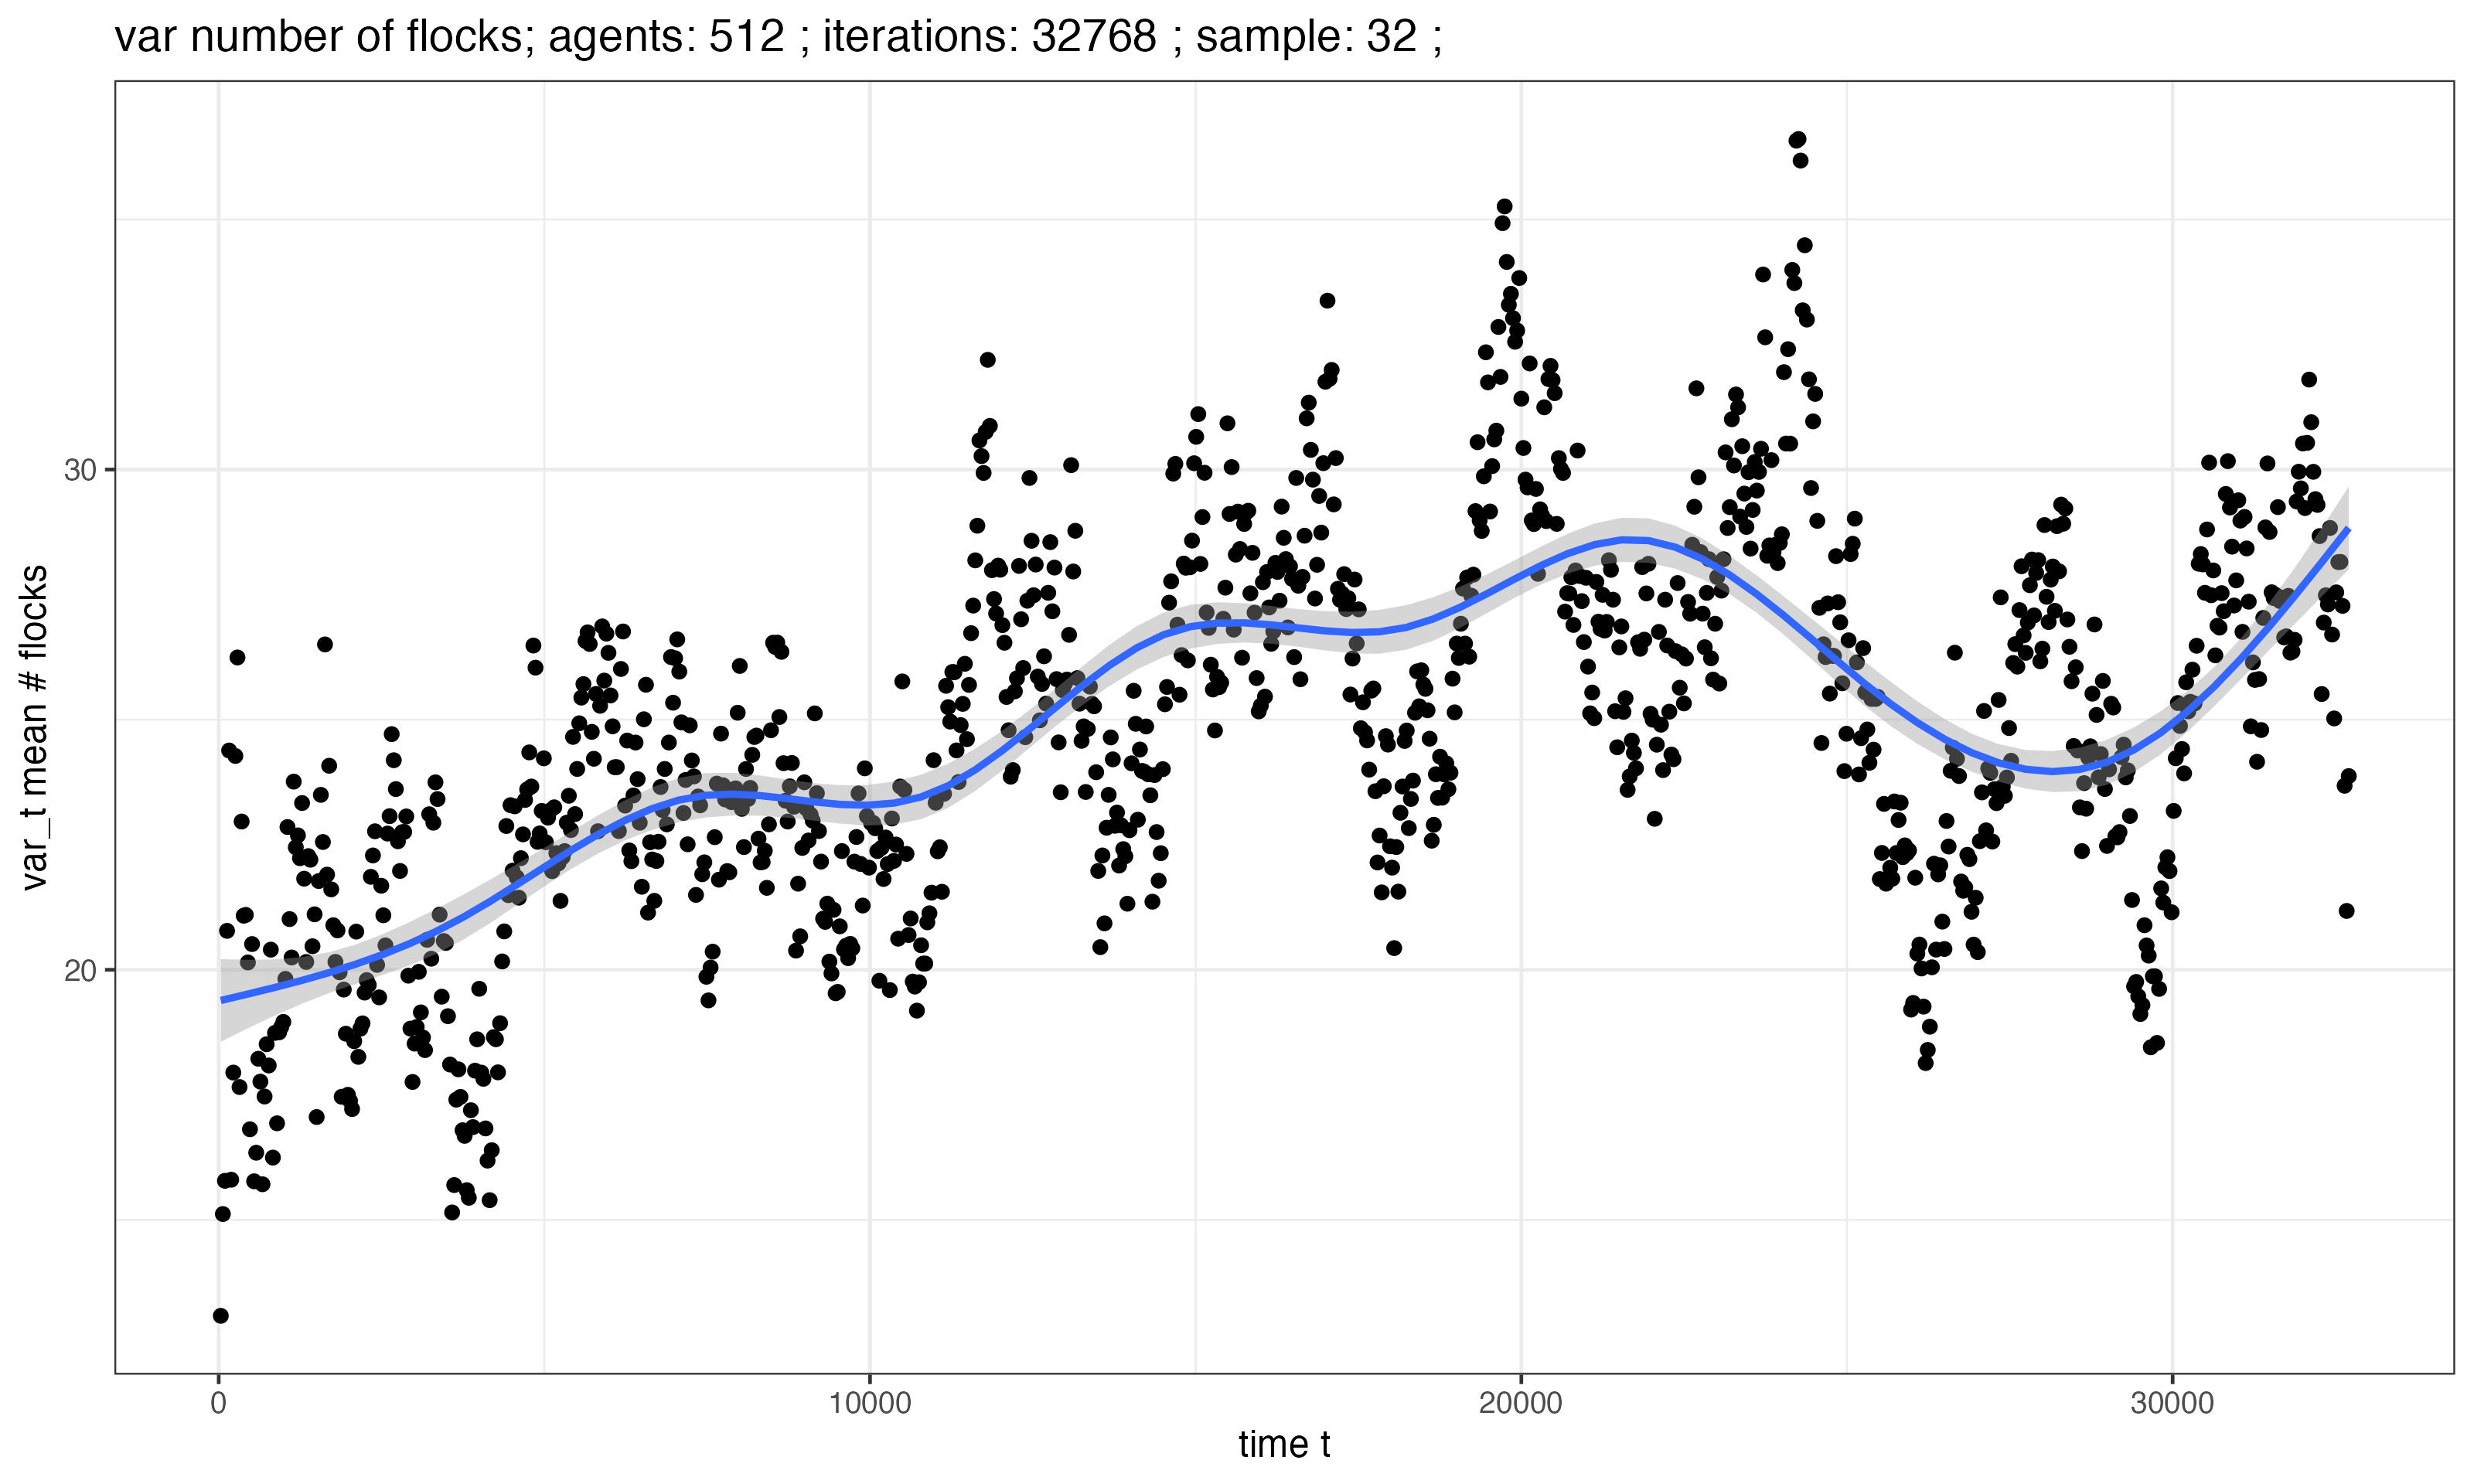 var number of flocks; agents: 512 ; iterations: 32768 ; sample: 32 ;
var_t mean # flocks
30
20
0 10000 20000 30000
time t